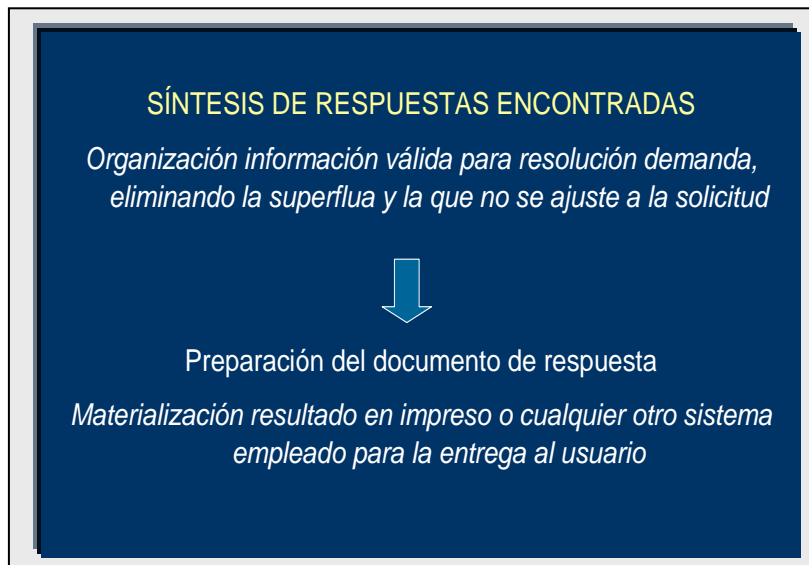 SÍNTESIS DE RESPUESTAS ENCONTRADAS
Organización información válida para resolución demanda,
eliminando la superflua y la que no se ajuste a la solicitud
Preparación del documento de respuesta
Materialización resultado en impreso o cualquier otro sistema
empleado para la entrega al usuario